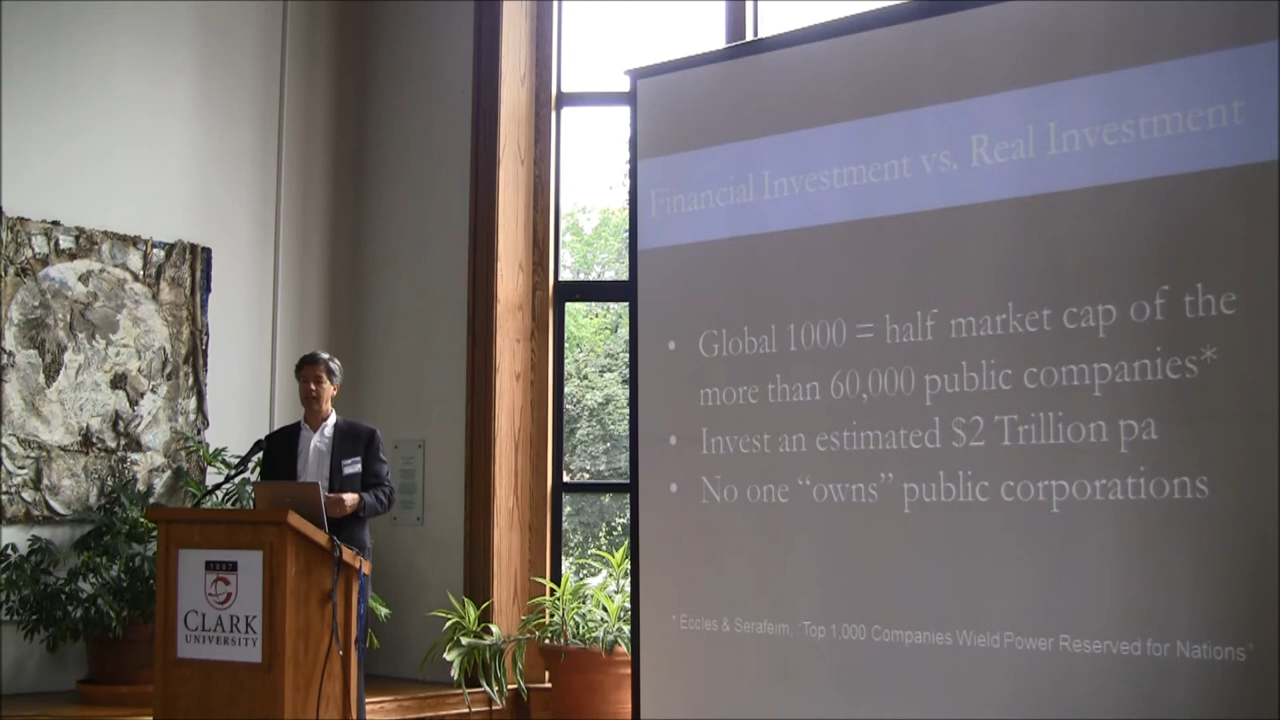 Financial Investment vs. Real Investment
• Global 1000 = half market cap of the
more than 60,000 public companies*
• Invest an estimated $2 Trillion pa
• No one “owns” public corporations
* Eccles & Serafeim, "Top 1,000 Companies Wield Power Reserved for Nations"
1887
CLARK
UNIVERSITY